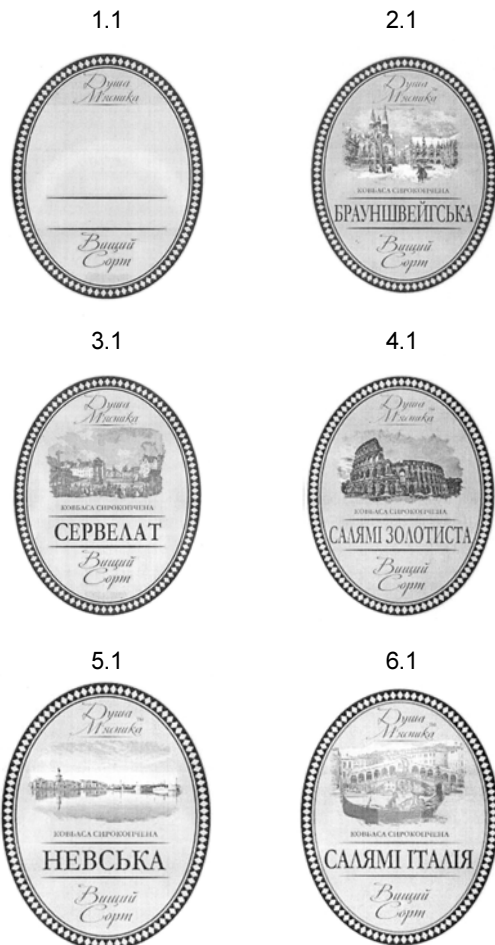 1.1
Душа
М'ясника
Вищий
Сорт
2.1
Душа
М'ясника
КОВБАСА СИРОКОПЧЕНА
БРАУНШВЕЙГСЬКА
Вищий
Сорт
3.1
Душа
М'ясника
КОВБАСА СИРОКОПЧЕНА
СЕРВЕЛАТ
Вищий
Сорт
4.1
Душа
М'ясника
КОВБАСА СИРОКОПЧЕНА
САЛЯМІ ЗОЛОТИСТА
Вищий
Сорт
5.1
Душа
М'ясника
КОВБАСА СИРОКОПЧЕНА
НЕВСЬКА
Вищий
Сорт
6.1
Душа
М'ясника
КОВБАСА СИРОКОПЧЕНА
САЛЯМІ ІТАЛІЯ
Вищий
Сорт